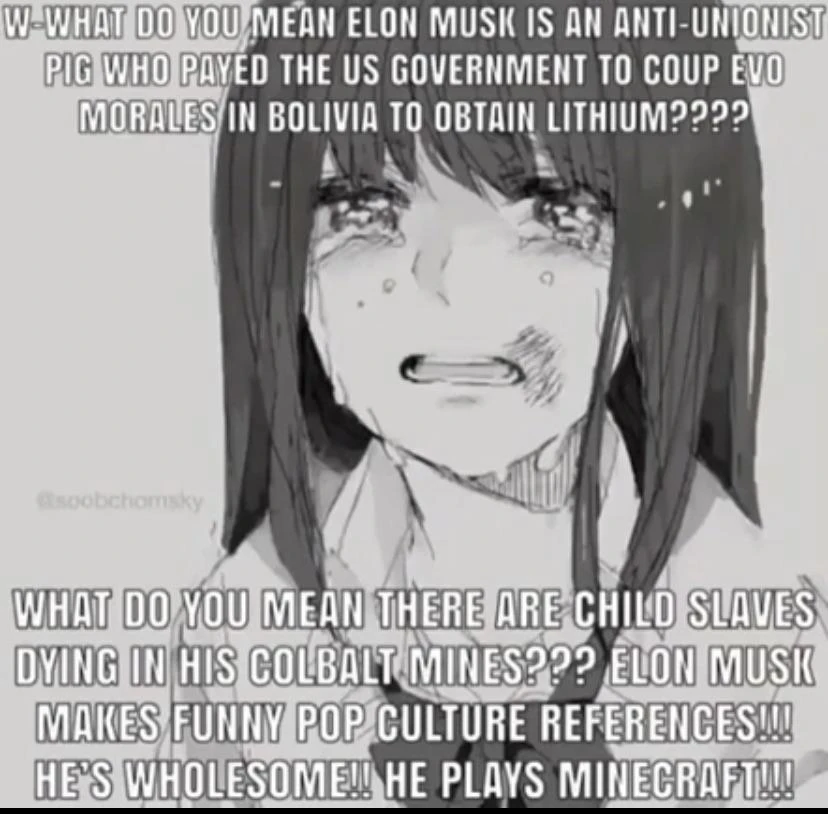 W-WHAT DO YOU MEAN ELON MUSK IS AN ANTI-UNIONIST
PIG WHO PAYED THE US GOVERNMENT TO COUP EVO
MORALES IN BOLIVIA TO OBTAIN LITHIUM????
@soobchomsky
WHAT DO YOU MEAN THERE ARE CHILD SLAVES
DYING IN HIS COLBALT MINES??? ELON MUSK
MAKES FUNNY POP CULTURE REFERENCES!!!
HE'S WHOLESOME!! HE PLAYS MINECRAFT!!!